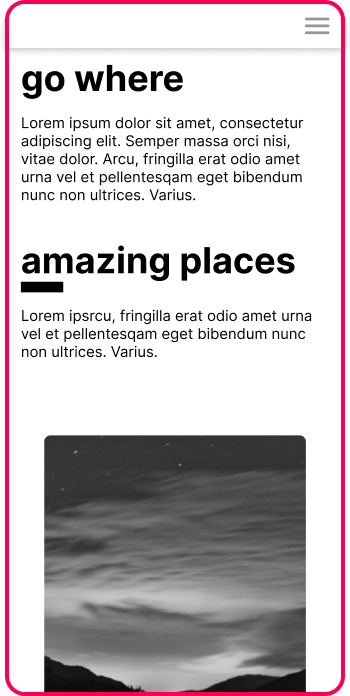 go where
Lorem ipsum dolor sit amet, consectetur
adipiscing elit. Semper massa orci nisi,
vitae dolor. Arcu, fringilla erat odio amet
urna vel et pellentesqam eget bibendum
nunc non ultrices. Varius.
amazing places
Lorem ipsrcu, fringilla erat odio amet urna
vel et pellentesqam eget bibendum nunc
non ultrices. Varius.